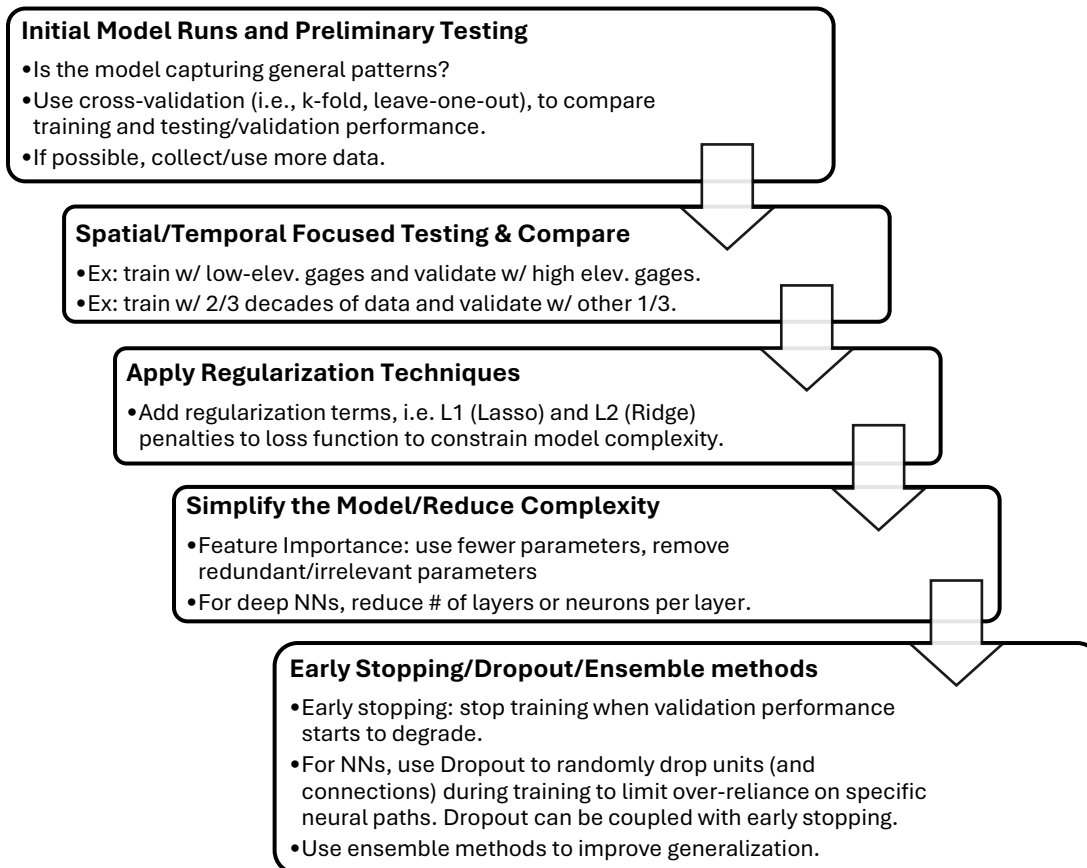 Initial Model Runs and Preliminary Testing
•Is the model capturing general patterns?
•Use cross-validation (i.e., k-fold, leave-one-out), to compare
training and testing/validation performance.
•If possible, collect/use more data.
Spatial/Temporal Focused Testing & Compare
•Ex: train w/ low-elev. gages and validate w/ high elev. gages.
•Ex: train w/ 2/3 decades of data and validate w/ other 1/3.
Apply Regularization Techniques
•Add regularization terms, i.e. L1 (Lasso) and L2 (Ridge)
penalties to loss function to constrain model complexity.
Simplify the Model/Reduce Complexity
•Feature Importance: use fewer parameters, remove
redundant/irrelevant parameters
•For deep NNs, reduce # of layers or neurons per layer.
Early Stopping/Dropout/Ensemble methods
•Early stopping: stop training when validation performance
starts to degrade.
•For NNs, use Dropout to randomly drop units (and
connections) during training to limit over-reliance on specific
neural paths. Dropout can be coupled with early stopping.
•Use ensemble methods to improve generalization.